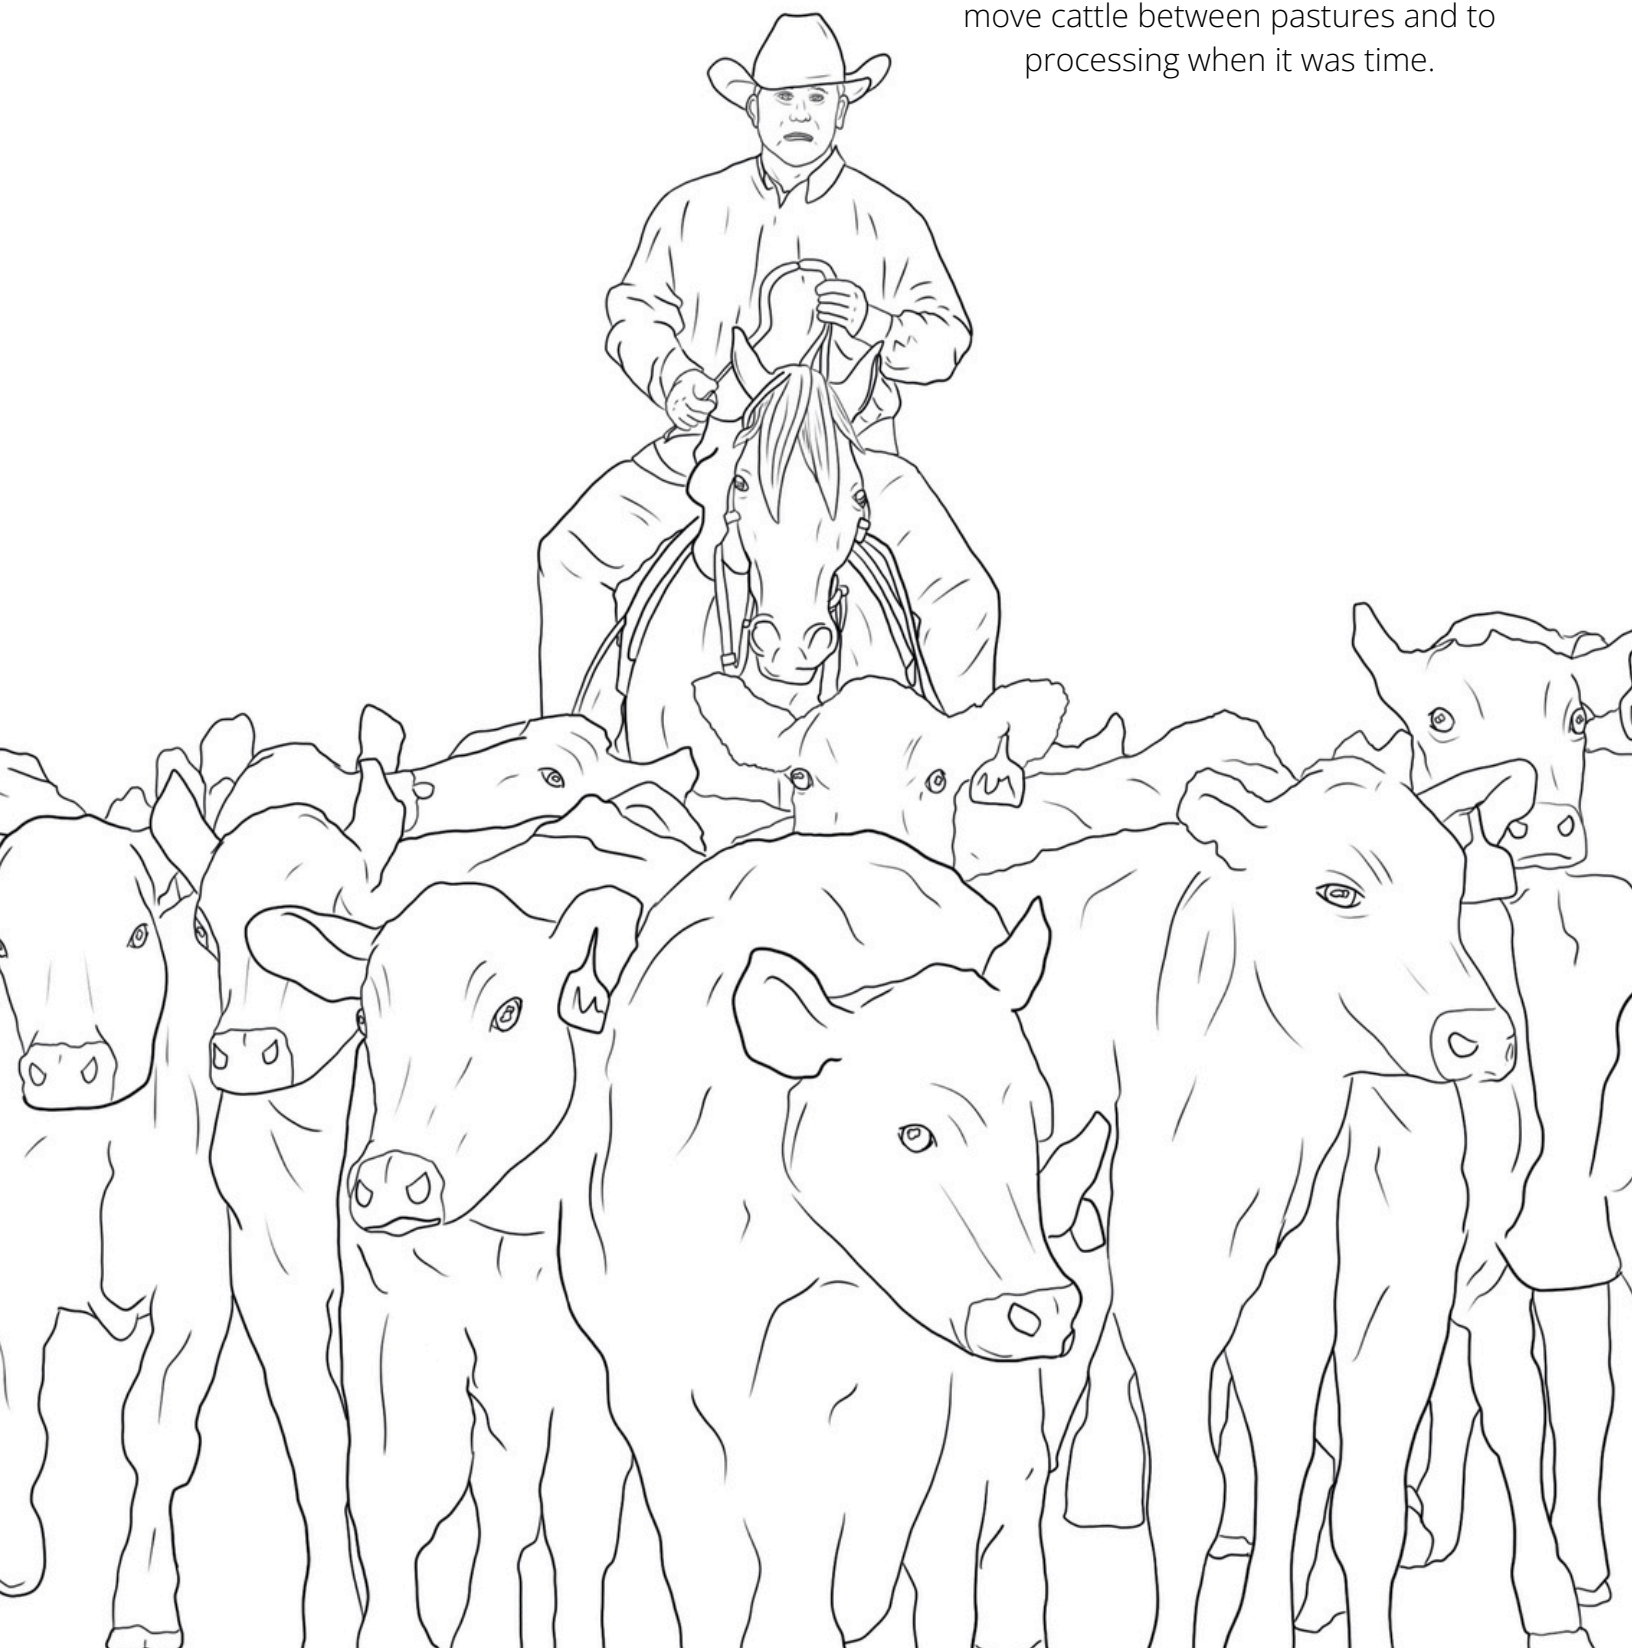 move cattle between pastures and to
processing when it was time.
M
M